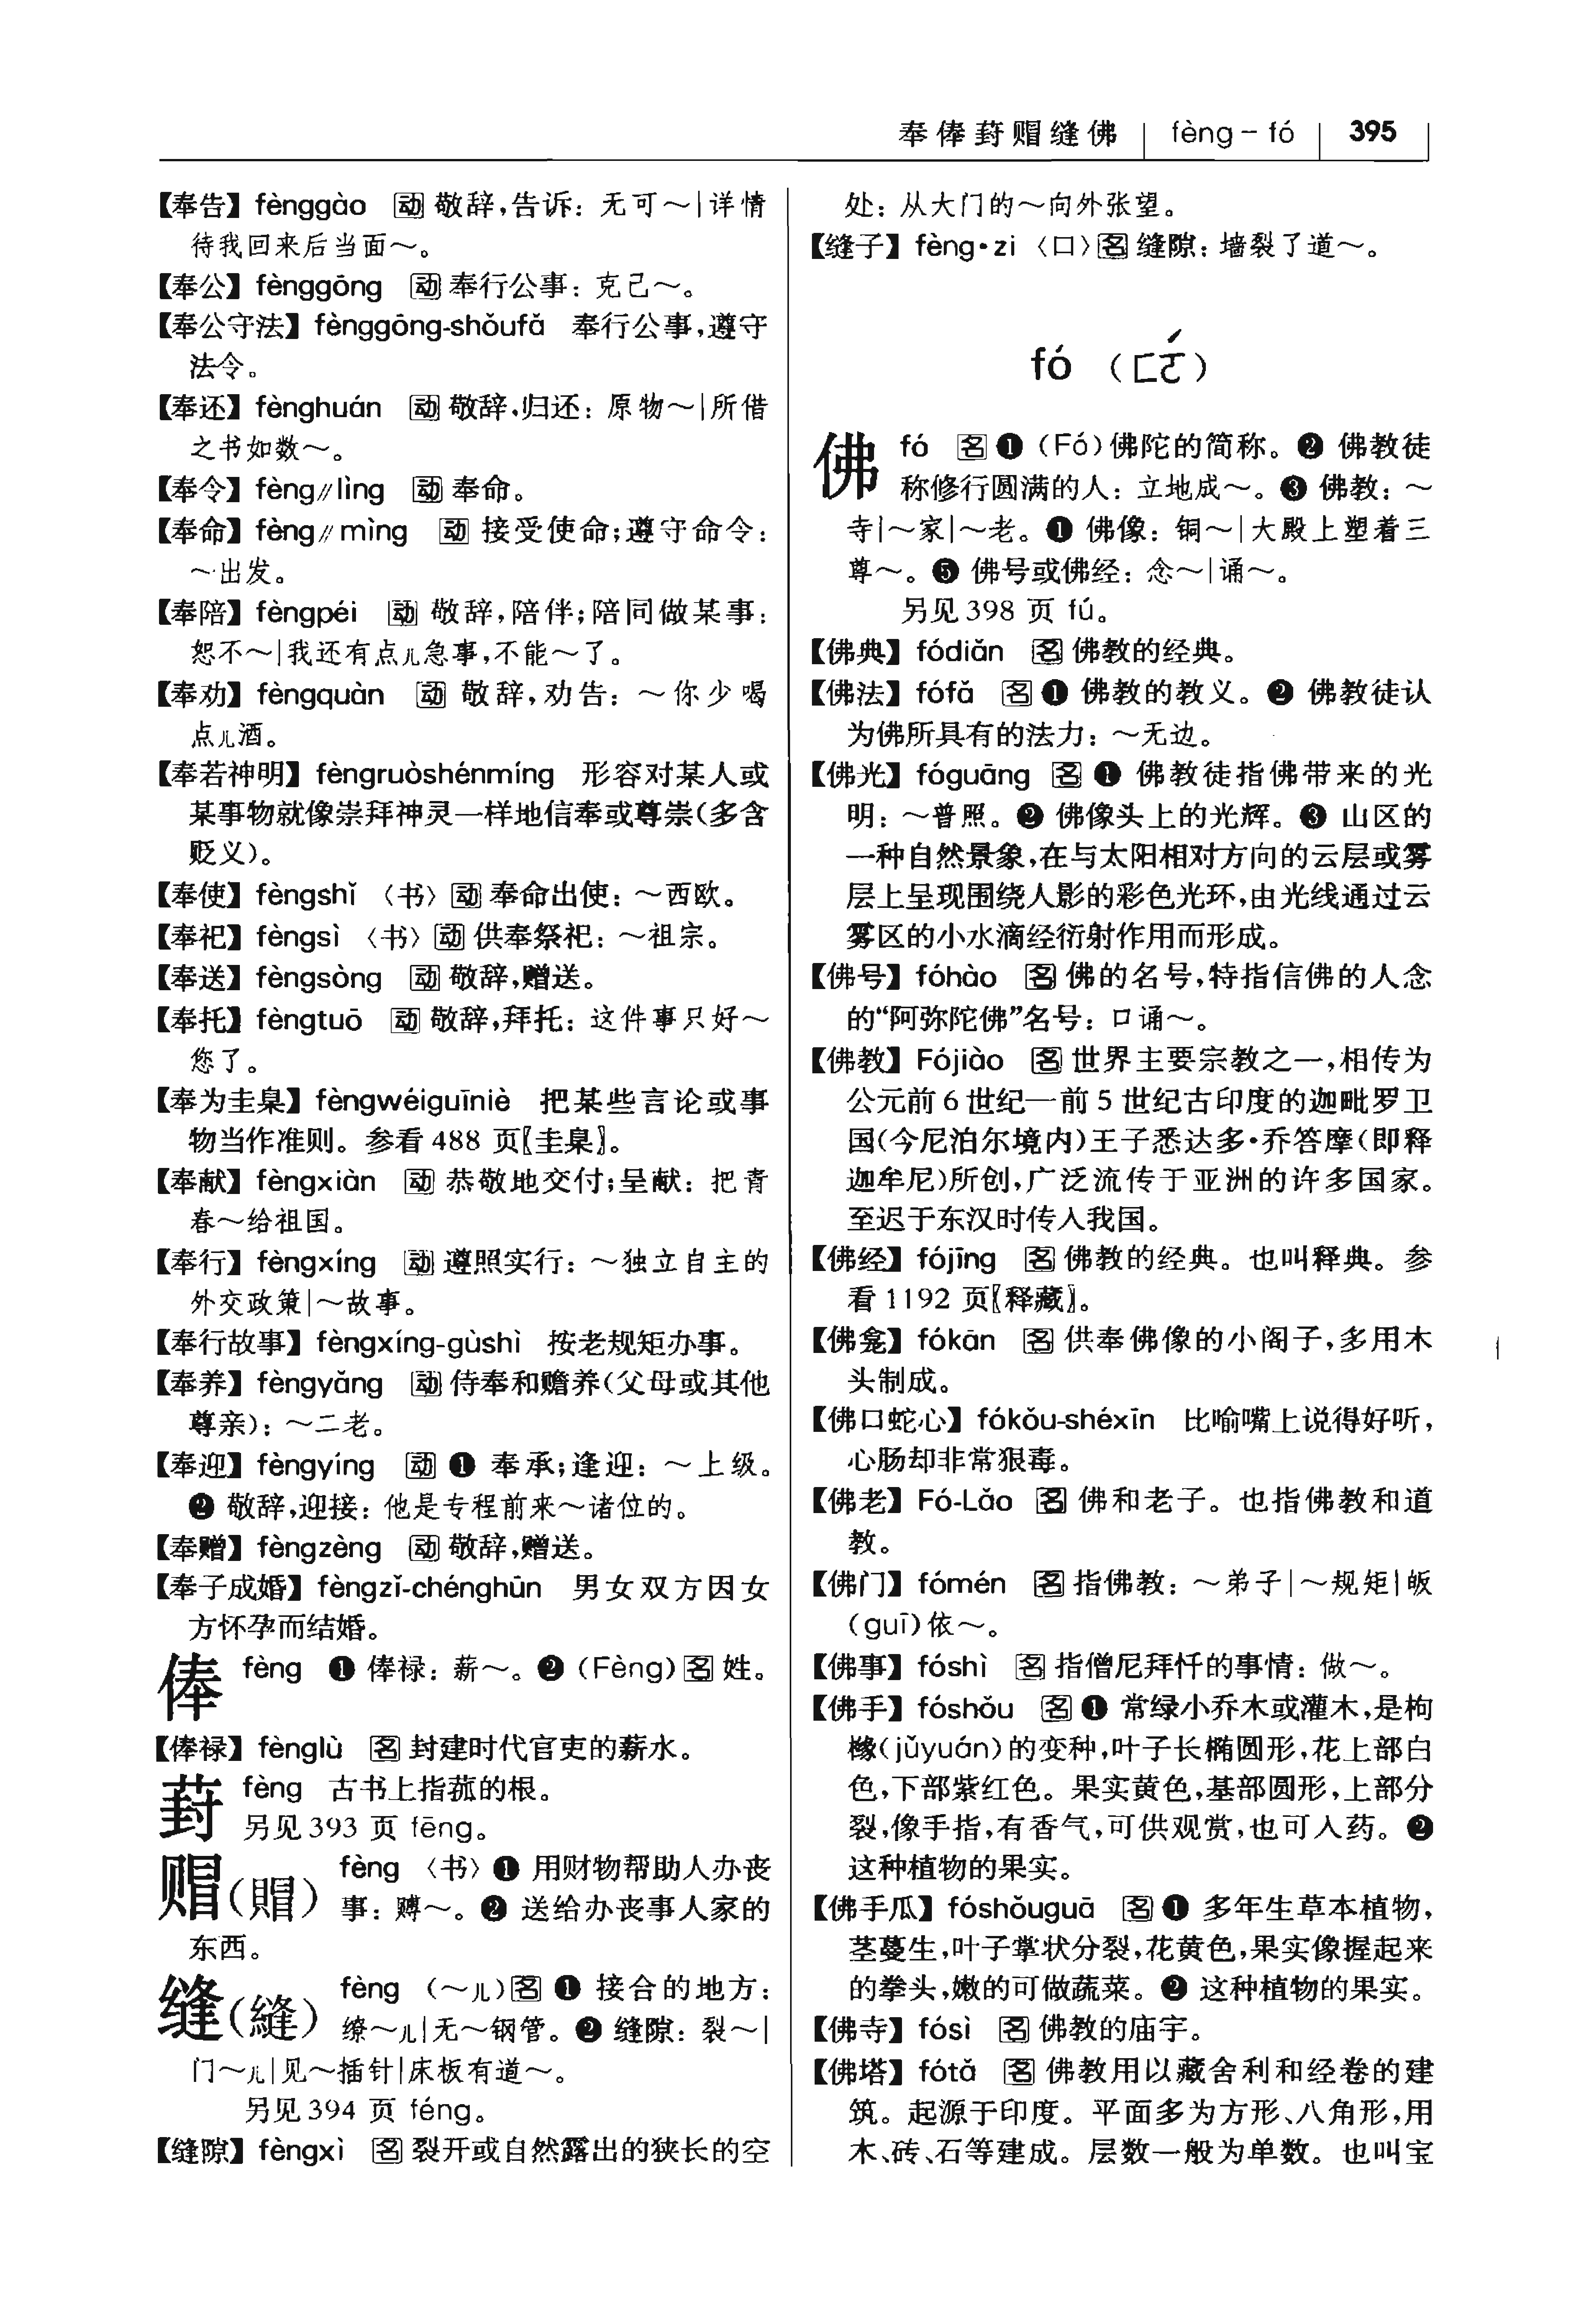 奉俸葑赗缝佛 fèng－fó 395
【奉告】fènggào 动 敬辞，告诉：无可～|详情
待我回来后当面～。
【奉公】fènggōng 动 奉行公事：克己～。
【奉公守法】fènggōng-shǒufǎ 奉行公事，遵守
法令。
【奉还】fènghuán 动 敬辞，归还：原物～|所借
之书如数～。
【奉令】fèng∥lìng 动 奉命。
【奉命】fèng∥mìng 动 接受使命；遵守命令：
～出发。
【奉陪】fèngpéi 动 敬辞，陪伴；陪同做某事：
恕不～|我还有点儿急事，不能～了。
【奉劝】fèngquàn 动 敬辞，劝告：～你少喝
点儿酒。
【奉若神明】fèngruòshénmíng 形容对某人或
某事物就像崇拜神灵一样地信奉或尊崇（多含
贬义）。
【奉使】fèngshǐ 〈书〉动 奉命出使：～西欧。
【奉祀】fèngsì 〈书〉动 供奉祭祀：～祖宗。
【奉送】fèngsòng 动 敬辞，赠送。
【奉托】fèngtuō 动 敬辞，拜托：这件事只好～
您了。
【奉为圭臬】fèngwéiguīniè 把某些言论或事
物当作准则。参看 488 页〖圭臬〗。
【奉献】fèngxiàn 动 恭敬地交付；呈献：把青
春～给祖国。
【奉行】fèngxíng 动 遵照实行：～独立自主的
外交政策|～故事。
【奉行故事】fèngxíng-gùshì 按老规矩办事。
【奉养】fèngyǎng 动 侍奉和赡养（父母或其他
尊亲）：～二老。
【奉迎】fèngyíng 动 ❶ 奉承；逢迎：～上级。
❷ 敬辞，迎接：他是专程前来～诸位的。
【奉赠】fèngzèng 动 敬辞，赠送。
【奉子成婚】fèngzǐ-chénghūn 男女双方因女
方怀孕而结婚。
俸 fèng ❶ 俸禄：薪～。❷（Fèng）名 姓。
【俸禄】fènglù 名 封建时代官吏的薪水。
葑 fèng 古书上指菰的根。
另见 393 页 fēng。
赗（賵） fèng 〈书〉❶ 用财物帮助人办丧
事：赙～。❷ 送给办丧事人家的
东西。
缝（縫） fèng （～儿）名 ❶ 接合的地方：
缭～儿|无～钢管。❷ 缝隙：裂～|
门～儿|见～插针|床板有道～。
另见 394 页 féng。
【缝隙】fèngxì 名 裂开或自然露出的狭长的空
处：从大门的～向外张望。
【缝子】fèng·zi 〈口〉名 缝隙：墙裂了道～。
fó （ㄈㄛˊ）
佛 fó 名 ❶（Fó）佛陀的简称。❷ 佛教徒
称修行圆满的人：立地成～。❸ 佛教：～
寺|～家|～老。❹ 佛像：铜～|大殿上塑着三
尊～。❺ 佛号或佛经：念～|诵～。
另见 398 页 fú。
【佛典】fódiǎn 名 佛教的经典。
【佛法】fófǎ 名 ❶ 佛教的教义。❷ 佛教徒认
为佛所具有的法力：～无边。
【佛光】fóguāng 名 ❶ 佛教徒指佛带来的光
明：～普照。❷ 佛像头上的光辉。❸ 山区的
一种自然景象，在与太阳相对方向的云层或雾
层上呈现围绕人影的彩色光环，由光线通过云
雾区的小水滴经衍射作用而形成。
【佛号】fóhào 名 佛的名号，特指信佛的人念
的“阿弥陀佛”名号：口诵～。
【佛教】Fójiào 名 世界主要宗教之一，相传为
公元前 6 世纪—前 5 世纪古印度的迦毗罗卫
国（今尼泊尔境内）王子悉达多·乔答摩（即释
迦牟尼）所创，广泛流传于亚洲的许多国家。
至迟于东汉时传入我国。
【佛经】fójīng 名 佛教的经典。也叫释典。参
看 1192 页〖释藏〗。
【佛龛】fókān 名 供奉佛像的小阁子，多用木
头制成。
【佛口蛇心】fókǒu-shéxīn 比喻嘴上说得好听，
心肠却非常狠毒。
【佛老】Fó-Lǎo 名 佛和老子。也指佛教和道
教。
【佛门】fómén 名 指佛教：～弟子|～规矩|皈
（guī）依～。
【佛事】fóshì 名 指僧尼拜忏的事情：做～。
【佛手】fóshǒu 名 ❶ 常绿小乔木或灌木，是枸
橼（jǔyuán）的变种，叶子长椭圆形，花上部白
色，下部紫红色。果实黄色，基部圆形，上部分
裂，像手指，有香气，可供观赏，也可入药。❷
这种植物的果实。
【佛手瓜】fóshǒuguā 名 ❶ 多年生草本植物，
茎蔓生，叶子掌状分裂，花黄色，果实像握起来
的拳头，嫩的可做蔬菜。❷ 这种植物的果实。
【佛寺】fósì 名 佛教的庙宇。
【佛塔】fótǎ 名 佛教用以藏舍利和经卷的建
筑。起源于印度。平面多为方形、八角形，用
木、砖、石等建成。层数一般为单数。也叫宝